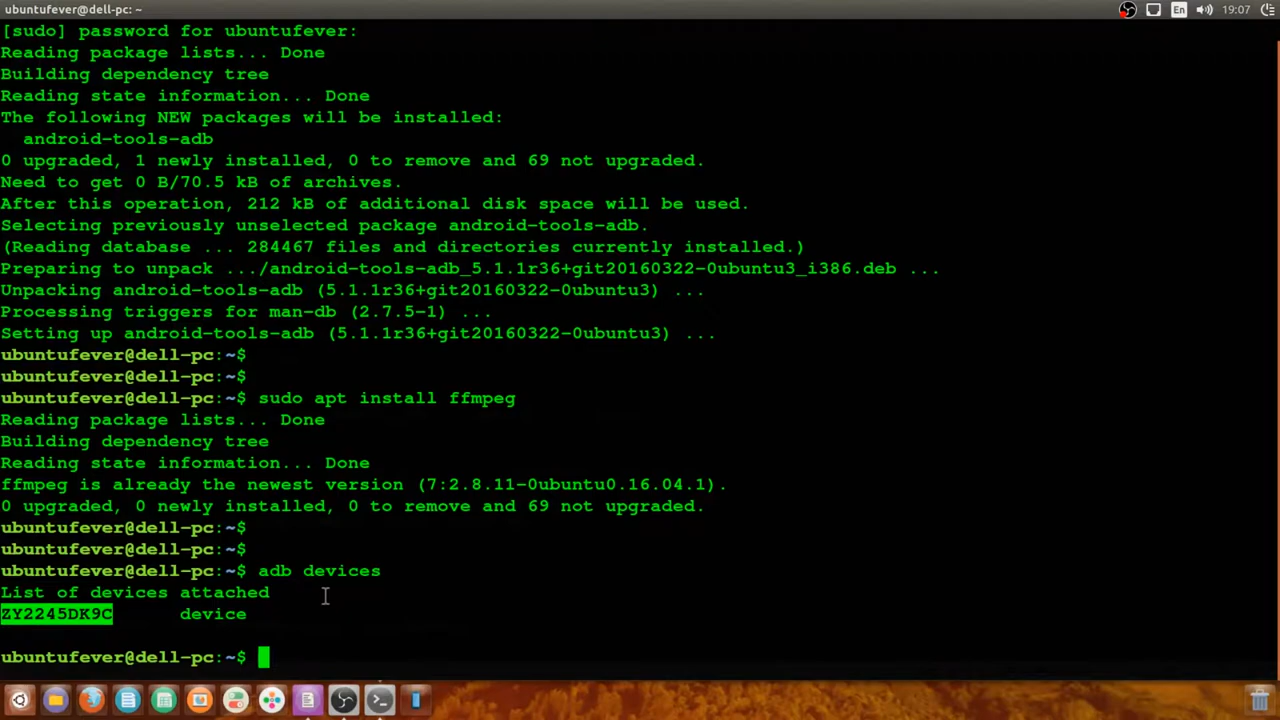 ubuntufever@dell-pc: ~
En
19:07
[sudo] password for ubuntufever:
Reading package lists... Done
Building dependency tree
Reading state information... Done
The following NEW packages will be installed:
  android-tools-adb
0 upgraded, 1 newly installed, 0 to remove and 69 not upgraded.
Need to get 0 B/70.5 kB of archives.
After this operation, 212 kB of additional disk space will be used.
Selecting previously unselected package android-tools-adb.
(Reading database ... 284467 files and directories currently installed.)
Preparing to unpack .../android-tools-adb_5.1.1r36+git20160322-0ubuntu3_i386.deb ...
Unpacking android-tools-adb (5.1.1r36+git20160322-0ubuntu3) ...
Processing triggers for man-db (2.7.5-1) ...
Setting up android-tools-adb (5.1.1r36+git20160322-0ubuntu3) ...
ubuntufever@dell-pc:~$
ubuntufever@dell-pc:~$
ubuntufever@dell-pc:~$ sudo apt install ffmpeg
Reading package lists... Done
Building dependency tree
Reading state information... Done
ffmpeg is already the newest version (7:2.8.11-0ubuntu0.16.04.1).
0 upgraded, 0 newly installed, 0 to remove and 69 not upgraded.
ubuntufever@dell-pc:~$
ubuntufever@dell-pc:~$
ubuntufever@dell-pc:~$ adb devices
List of devices attached
ZY2245DK9C	device
ubuntufever@dell-pc:~$